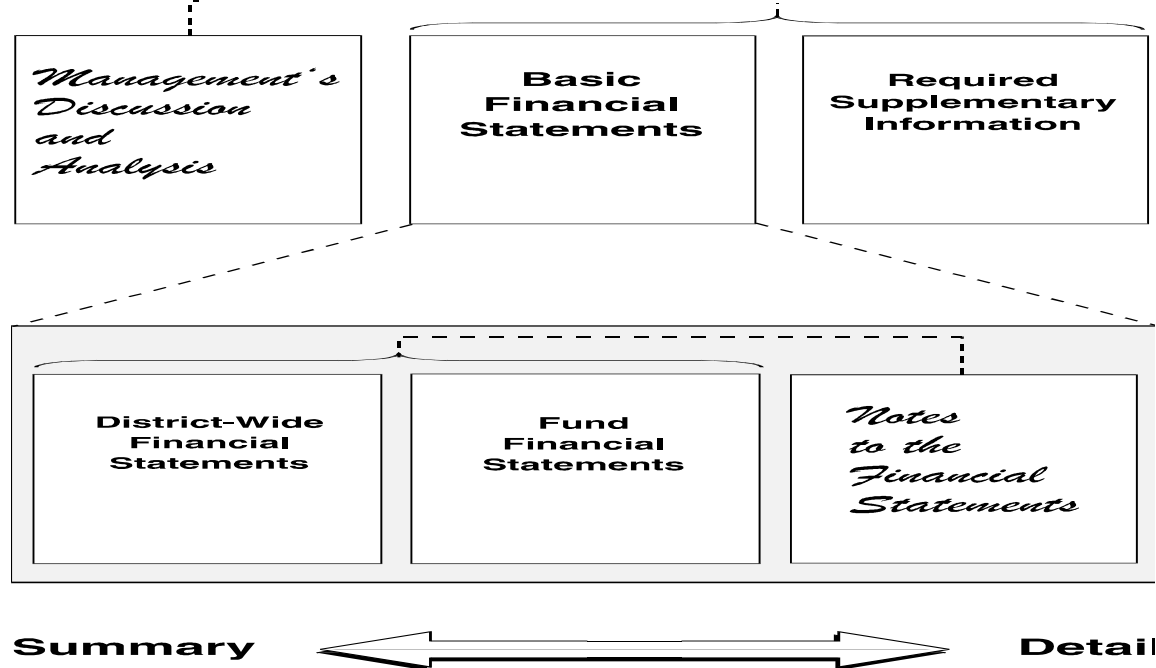 Management's
Discussion
and
Analysis
Basic
Financial
Statements
Required
Supplementary
Information
District-Wide
Financial
Statements
Fund
Financial
Statements
Notes
to the
Financial
Statements
Summary
Detail